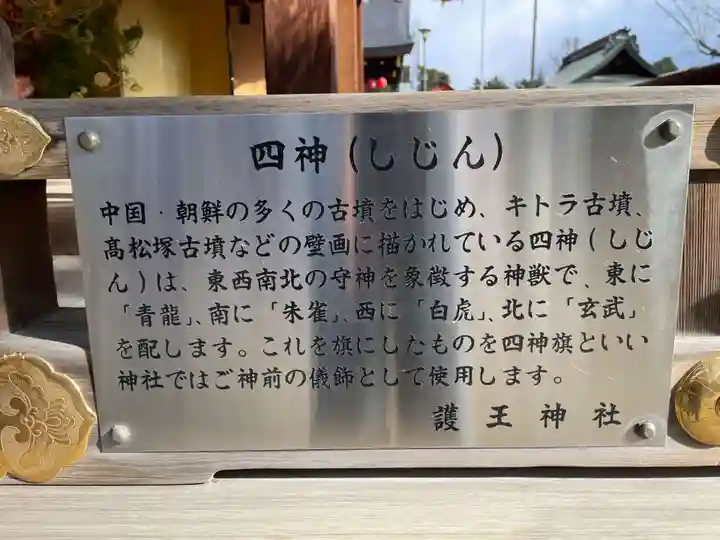 四神(しじん)
中国・朝鮮の多くの古墳をはじめ、キトラ古墳、
高松塚古墳などの壁画に描かれている四神(しじ
ん)は、東西南北の守神を象徴する神獣で、東に
「青龍」、南に「朱雀」、西に「白虎」、北に「玄武」
を配します。これを旗にしたものを四神旗といい
神社ではご神前の儀飾として使用します。
護王神社